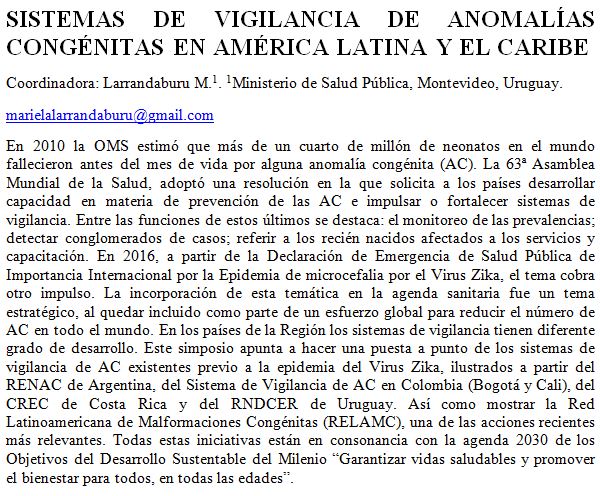 SISTEMAS DE VIGILANCIA DE ANOMALÍAS
CONGÉNITAS EN AMÉRICA LATINA Y EL CARIBE
Coordinadora: Larrandaburu M.¹. ¹Ministerio de Salud Pública, Montevideo, Uruguay.
marielalarrandaburu@gmail.com
En 2010 la OMS estimó que más de un cuarto de millón de neonatos en el mundo
fallecieron antes del mes de vida por alguna anomalía congénita (AC). La 63ª Asamblea
Mundial de la Salud, adoptó una resolución en la que solicita a los países desarrollar
capacidad en materia de prevención de las AC e impulsar o fortalecer sistemas de
vigilancia. Entre las funciones de estos últimos se destaca: el monitoreo de las prevalencias;
detectar conglomerados de casos; referir a los recién nacidos afectados a los servicios y
capacitación. En 2016, a partir de la Declaración de Emergencia de Salud Pública de
Importancia Internacional por la Epidemia de microcefalia por el Virus Zika, el tema cobra
otro impulso. La incorporación de esta temática en la agenda sanitaria fue un tema
estratégico, al quedar incluido como parte de un esfuerzo global para reducir el número de
AC en todo el mundo. En los países de la Región los sistemas de vigilancia tienen diferente
grado de desarrollo. Este simposio apunta a hacer una puesta a punto de los sistemas de
vigilancia de AC existentes previo a la epidemia del Virus Zika, ilustrados a partir del
RENAC de Argentina, del Sistema de Vigilancia de AC en Colombia (Bogotá y Cali), del
CREC de Costa Rica y del RNDCER de Uruguay. Así como mostrar la Red
Latinoamericana de Malformaciones Congénitas (RELAMC), una de las acciones recientes
más relevantes. Todas estas iniciativas están en consonancia con la agenda 2030 de los
Objetivos del Desarrollo Sustentable del Milenio “Garantizar vidas saludables y promover
el bienestar para todos, en todas las edades”.